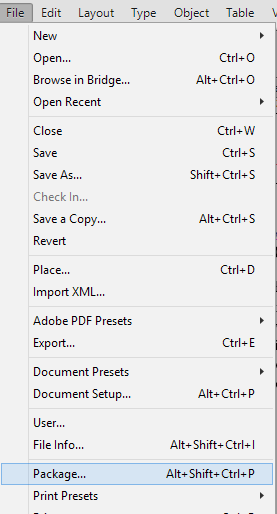 File Edit Layout Type Object Table
New
Open... Ctrl+O
Browse in Bridge... Alt+Ctrl+O
Open Recent
Close Ctrl+W
Save Ctrl+S
Save As... Shift+Ctrl+S
Check In...
Save a Copy... Alt+Ctrl+S
Revert
Place... Ctrl+D
Import XML...
Adobe PDF Presets
Export... Ctrl+E
Document Presets
Document Setup... Alt+Ctrl+P
User...
File Info... Alt+Shift+Ctrl+I
Package... Alt+Shift+Ctrl+P
Print Presets